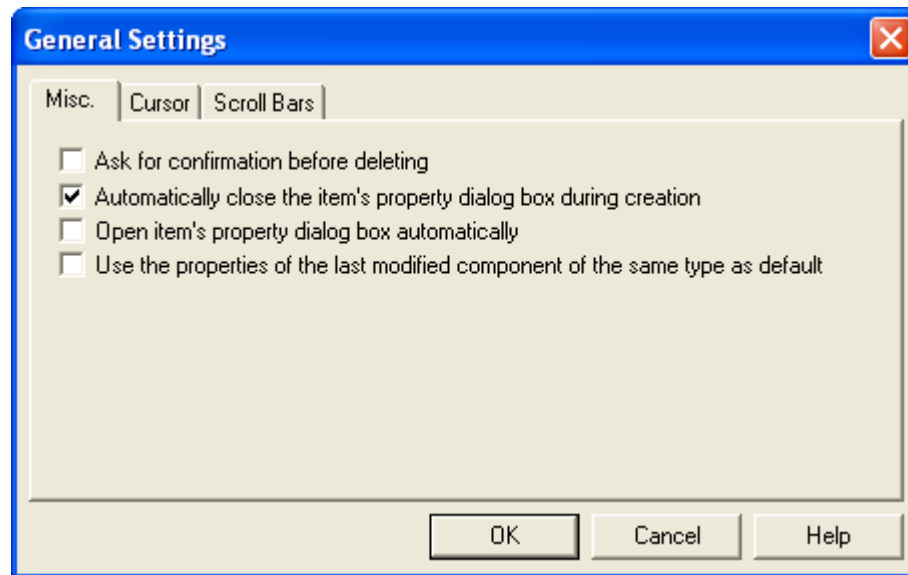 General Settings
Misc. Cursor Scroll Bars
Ask for confirmation before deleting
Automatically close the item's property dialog box during creation
Open item's property dialog box automatically
Use the properties of the last modified component of the same type as default
OK Cancel Help